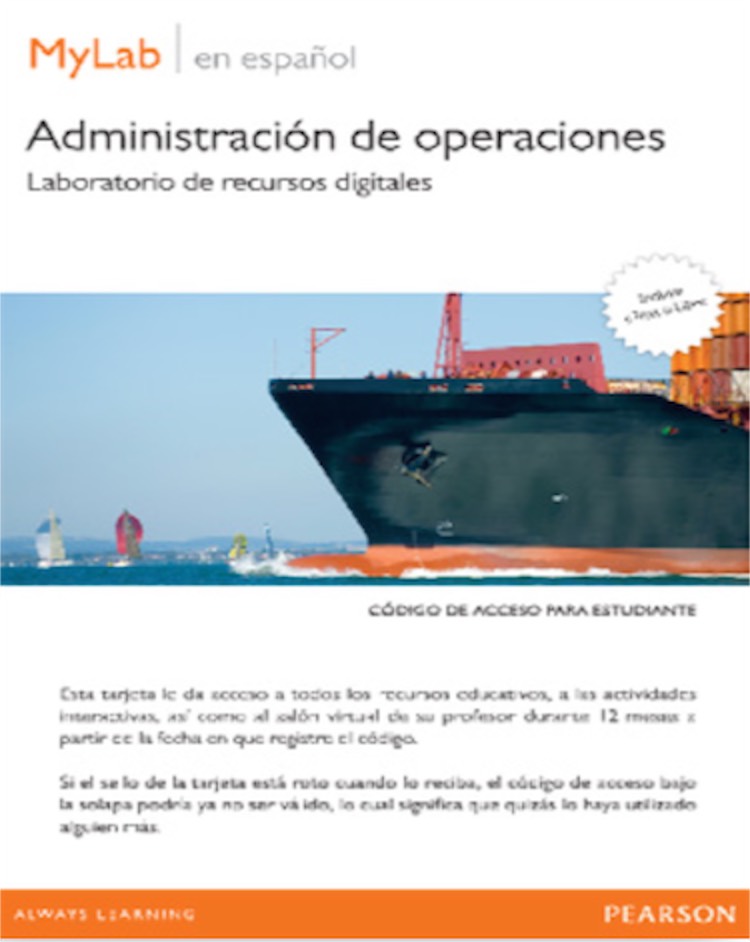 MyLab | en español
Administración de operaciones
Laboratorio de recursos digitales
Incluye
CÓDIGO DE ACCESO PARA ESTUDIANTE
Esta tarjeta le da acceso a todos los recursos educativos, a las actividades
interactivas, así como al salón virtual de su profesor durante 12 meses a
partir de la fecha en que registre el código.
Si el sello de la tarjeta está roto cuando lo reciba, el código de acceso bajo
la solapa podría ya no ser válido, lo cual significa que quizás lo haya utilizado
alguien más.
ALWAYS LEARNING
PEARSON